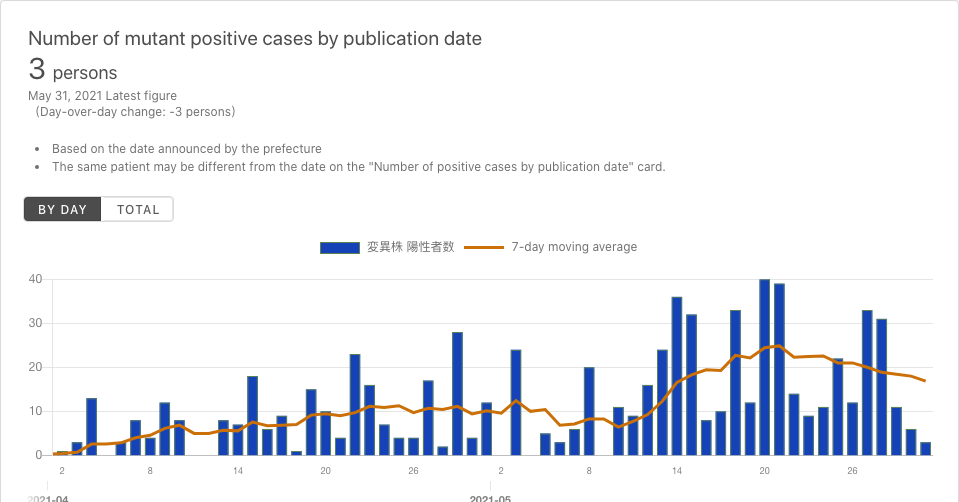 Number of mutant positive cases by publication date
3 persons
May 31, 2021 Latest figure
(Day-over-day change: -3 persons)
• Based on the date announced by the prefecture
• The same patient may be different from the date on the "Number of positive cases by publication date" card.
BY DAY TOTAL
変異株 陽性者数 7-day moving average
40
30
20
10
0
2 8 14 20 26 2 8 14 20 26
2021-04 2021-05